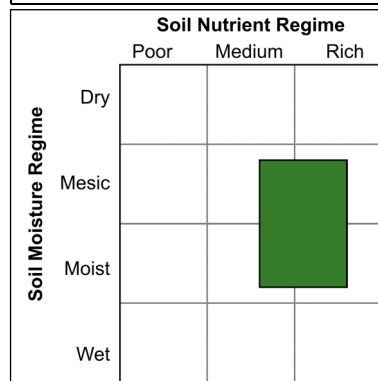 Soil Nutrient Regime
Poor Medium Rich
Soil Moisture Regime
Dry
Mesic
Moist
Wet